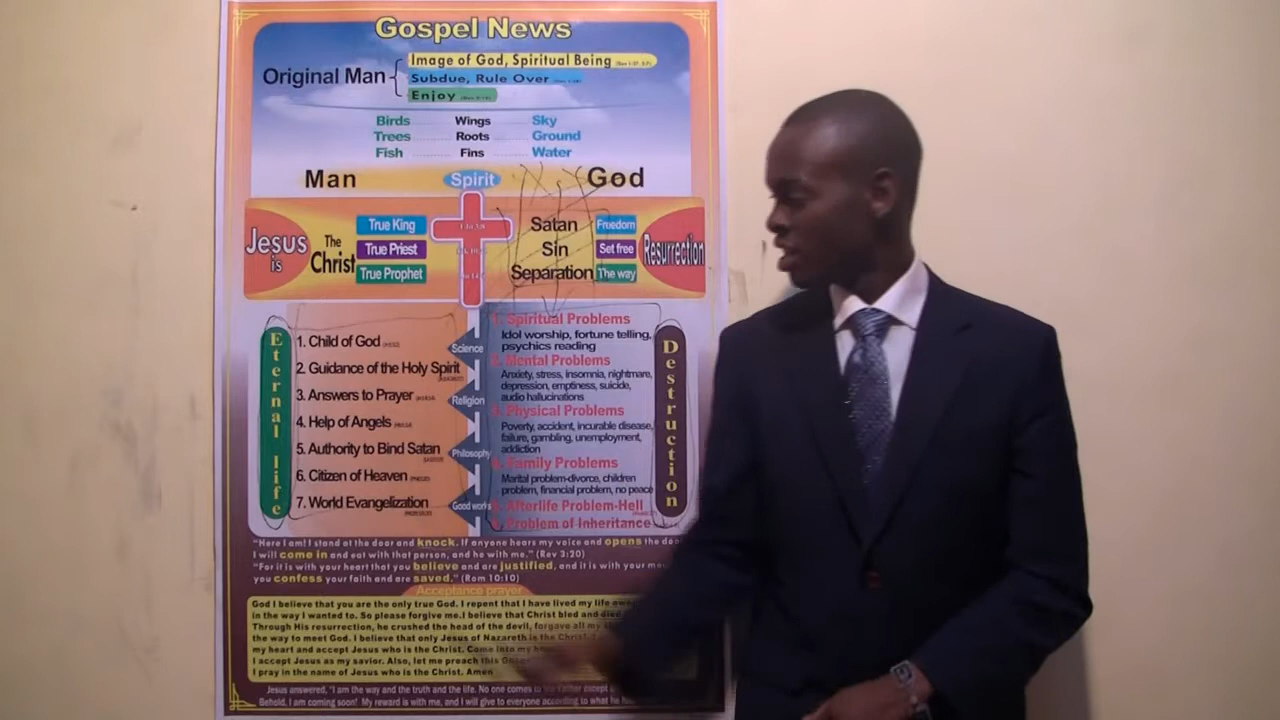 Gospel News
Original Man
Image of God, Spiritual Being
Subdue, Rule Over
Enjoy
Birds Wings Sky
Trees Roots Ground
Fish Fins Water
Man Spirit God
Jesus is
The Christ
True King
True Priest
True Prophet
Satan Freedom
Sin Set free
Separation The way
Resurrection
Eternal life
1. Child of God
2. Guidance of the Holy Spirit
3. Answers to Prayer
4. Help of Angels
5. Authority to Bind Satan
6. Citizen of Heaven
7. World Evangelization
Science
Religion
Philosophy
Good works
1. Spiritual Problems
Idol worship, fortune telling,
psychics reading
Mental Problems
Anxiety, stress, insomnia, nightmare,
depression, emptiness, suicide,
audio hallucinations
Physical Problems
Poverty, accident, incurable disease,
failure, gambling, unemployment,
addiction
Family Problems
Marital problem-divorce, children
problem, financial problem, no peace
Afterlife Problem-Hell
Problem of Inheritance
Destruction
"Here I am! I stand at the door and knock. If anyone hears my voice and opens the
I will come in and eat with that person, and he with me." (Rev 3:20)
"For it is with your heart that you believe and are justified, and it is with your
you confess your faith and are saved." (Rom 10:10)
Acceptance prayer
God I believe that you are the only true God. I repent that I have lived my life
in the way I wanted to. So please forgive me.I believe that Christ bled and died
Through His resurrection, he crushed the head of the devil, forgave all my
the way to meet God. I believe that only Jesus of Nazareth is the Christ.
my heart and accept Jesus who is the Christ. Come into my
I accept Jesus as my savior. Also, let me preach this
I pray in the name of Jesus who is the Christ. Amen
Jesus answered, "I am the way and the truth and the life. No one comes to the Father except
Behold, I am coming soon! My reward is with me, and I will give to everyone according to what he